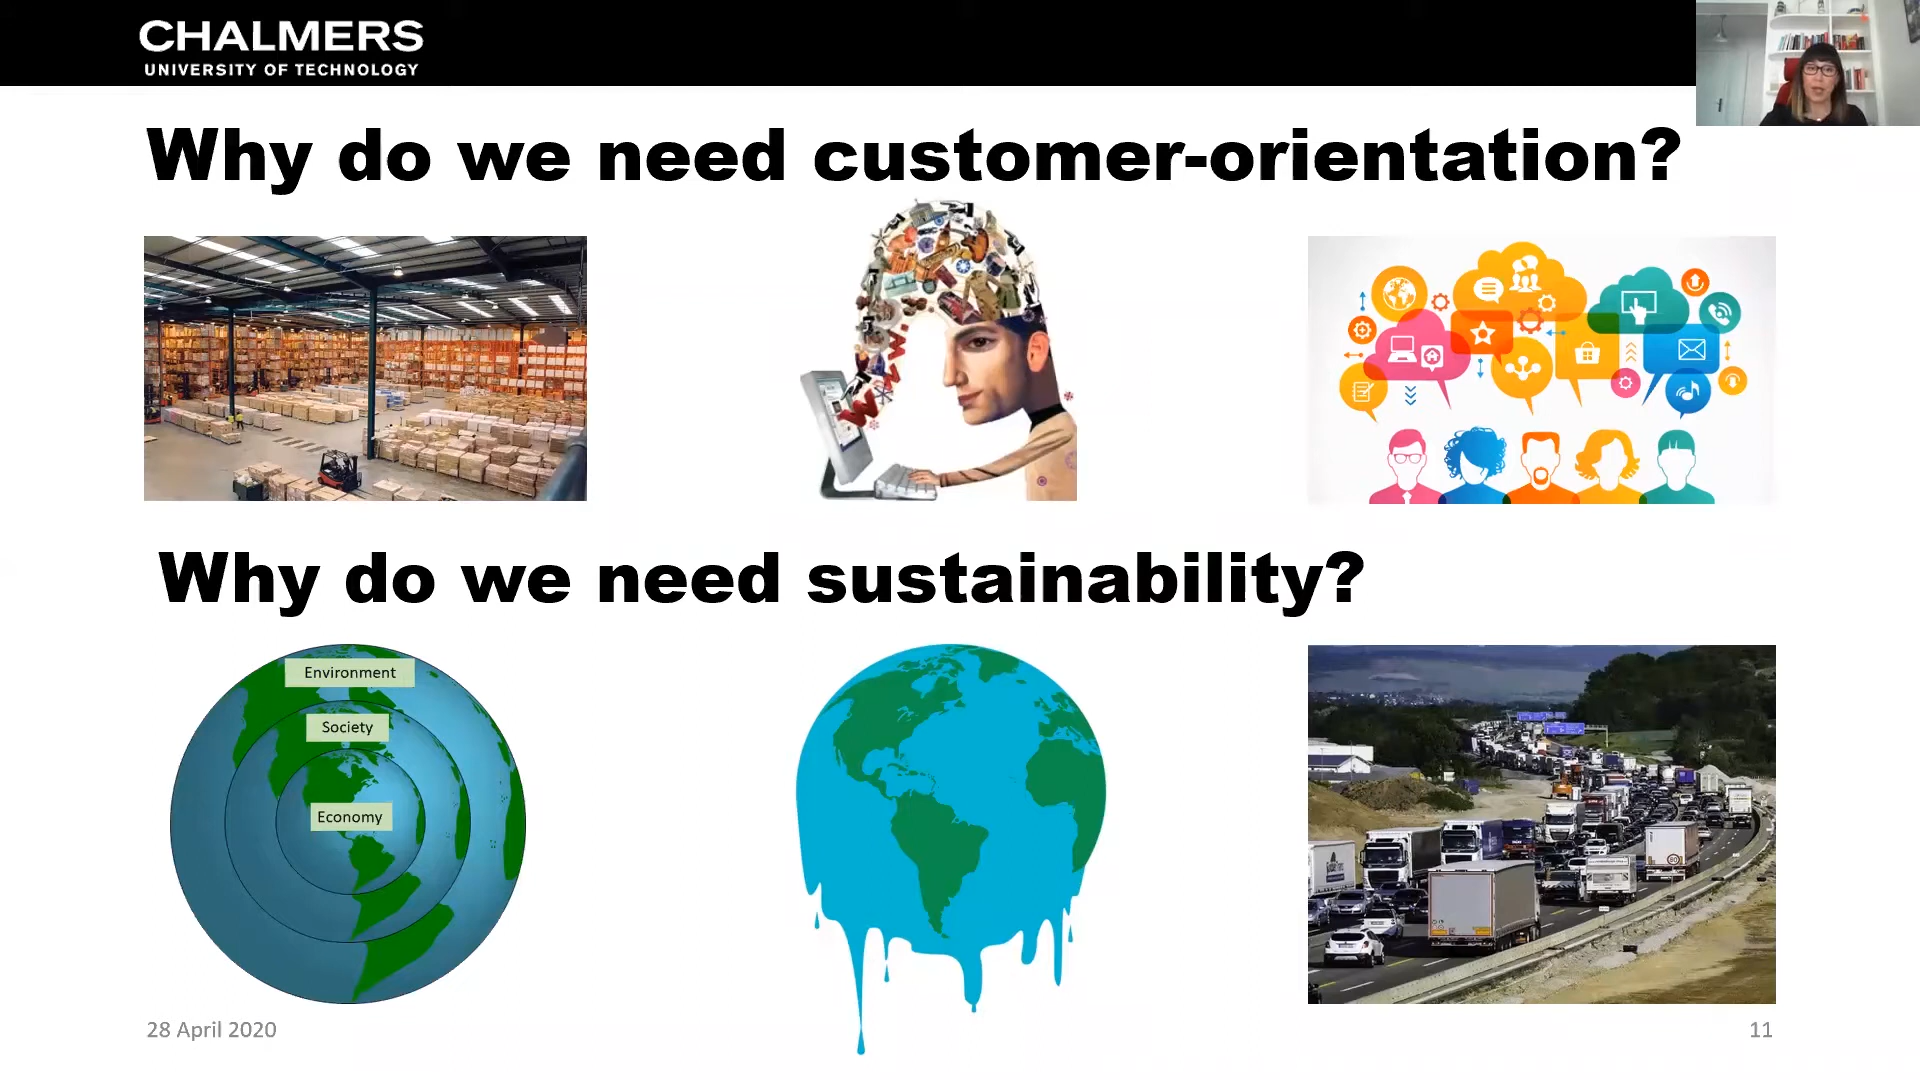 CHALMERS
UNIVERSITY OF TECHNOLOGY
Why do we need customer-orientation?
Why do we need sustainability?
Environment
Society
Economy
28 April 2020
11